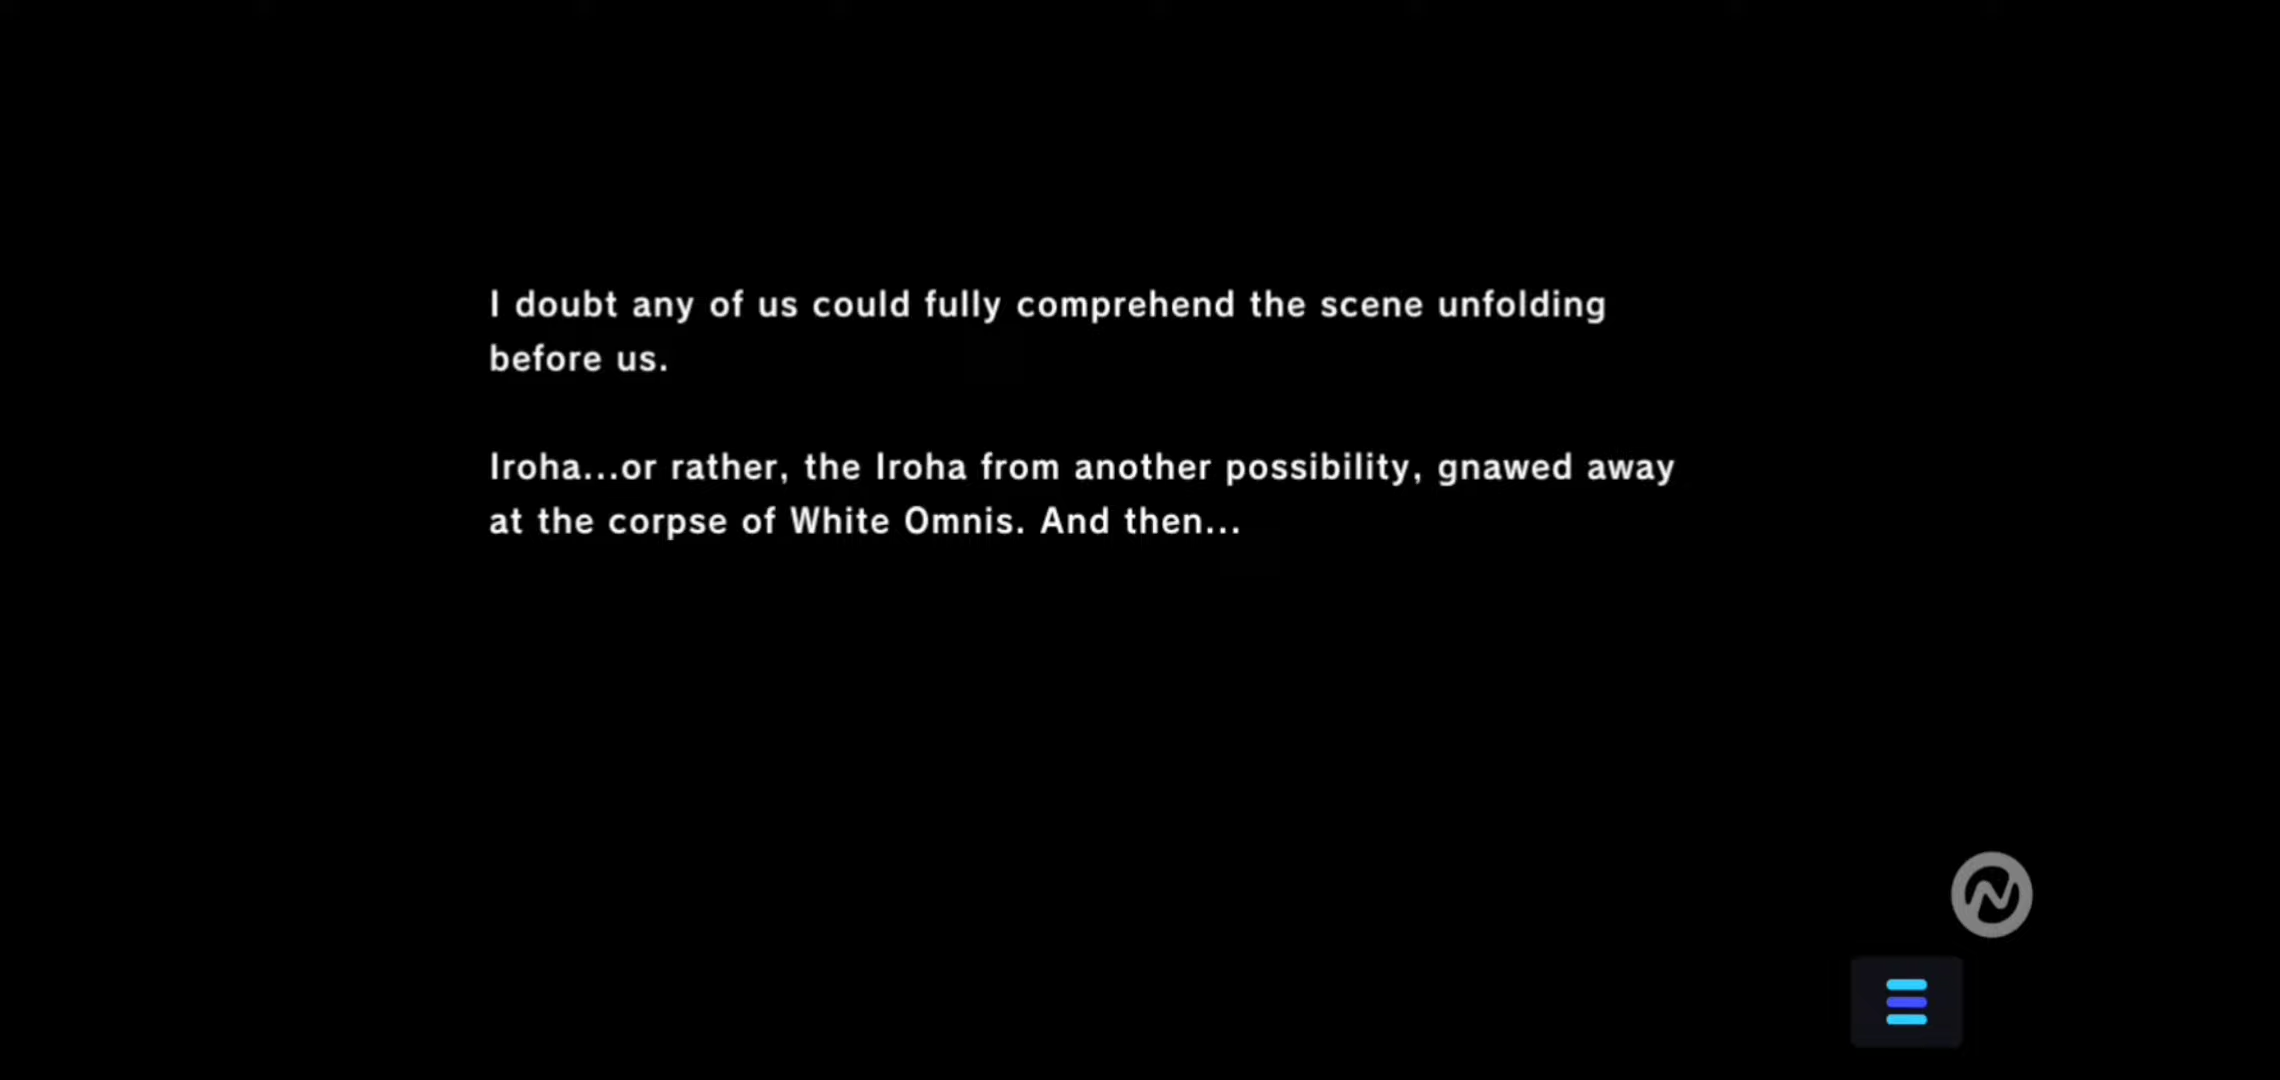 I doubt any of us could fully comprehend the scene unfolding
before us.
Iroha...or rather, the Iroha from another possibility, gnawed away
at the corpse of White Omnis. And then...